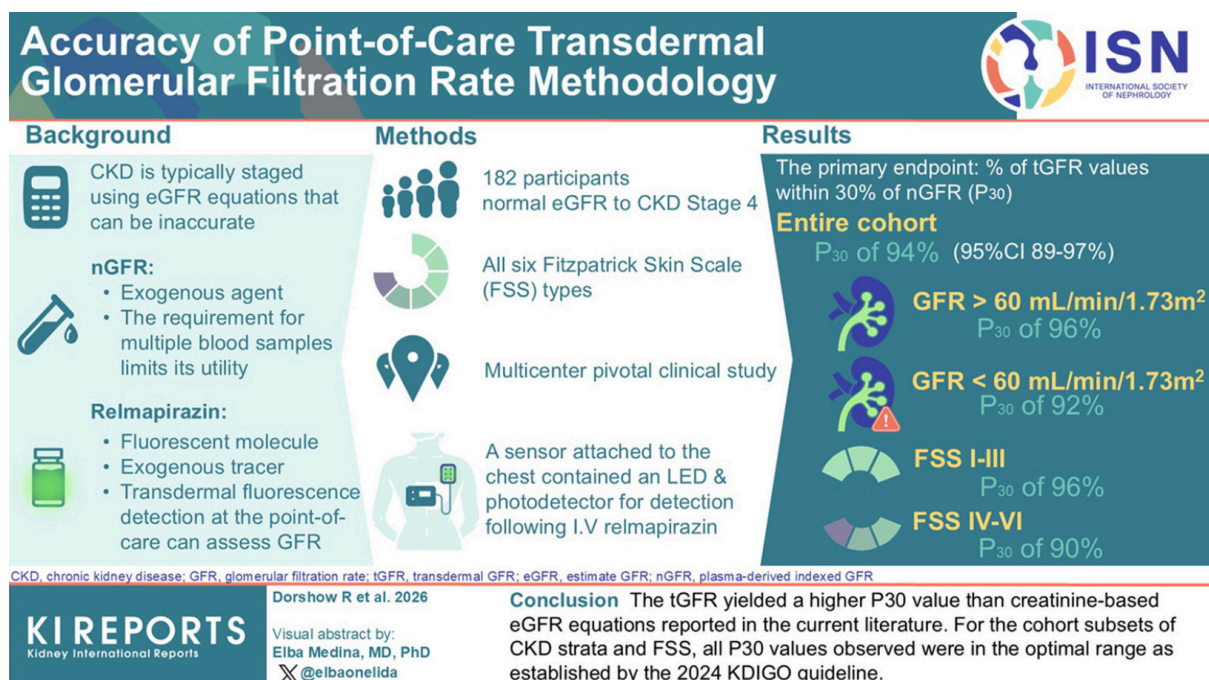 Accuracy of Point-of-Care Transdermal
Glomerular Filtration Rate Methodology
ISN
INTERNATIONAL SOCIETY
OF NEPHROLOGY
Background
CKD is typically staged
using eGFR equations that
can be inaccurate
nGFR:
• Exogenous agent
• The requirement for
multiple blood samples
limits its utility
Relmapirazin:
• Fluorescent molecule
• Exogenous tracer
• Transdermal fluorescence
detection at the point-of-
care can assess GFR
Methods
182 participants
normal eGFR to CKD Stage 4
All six Fitzpatrick Skin Scale
(FSS) types
Multicenter pivotal clinical study
A sensor attached to the
chest contained an LED &
photodetector for detection
following I.V relmapirazin
Results
The primary endpoint: % of tGFR values
within 30% of nGFR (P30)
Entire cohort
P30 of 94% (95%CI 89-97%)
GFR > 60 mL/min/1.73m2
P30 of 96%
GFR < 60 mL/min/1.73m2
P30 of 92%
FSS I-III
P30 of 96%
FSS IV-VI
P30 of 90%
CKD, chronic kidney disease; GFR, glomerular filtration rate; tGFR, transdermal GFR; eGFR, estimate GFR; nGFR, plasma-derived indexed GFR
KI REPORTS
Kidney International Reports
Dorshow R et al. 2026
Visual abstract by:
Elba Medina, MD, PhD
X @elbaonelida
Conclusion The tGFR yielded a higher P30 value than creatinine-based
eGFR equations reported in the current literature. For the cohort subsets of
CKD strata and FSS, all P30 values observed were in the optimal range as
established by the 2024 KDIGO guideline.